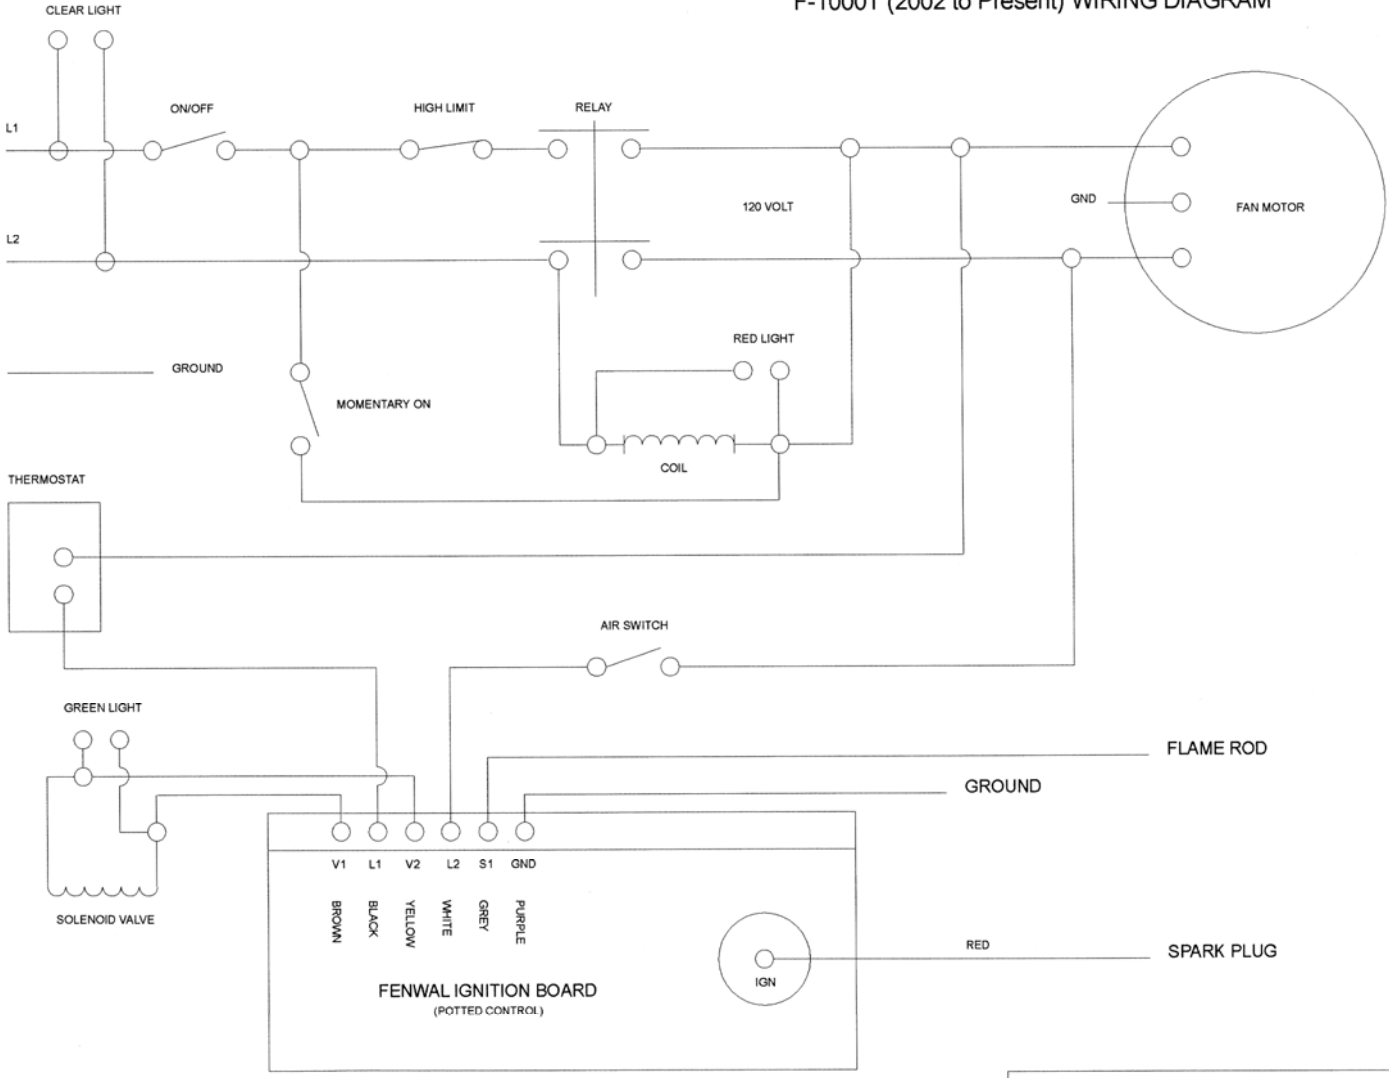 F-1000T (2002 to Present) WIRING DIAGRAM
CLEAR LIGHT
L1
ON/OFF
HIGH LIMIT
RELAY
120 VOLT
GND
FAN MOTOR
L2
RED LIGHT
GROUND
MOMENTARY ON
COIL
THERMOSTAT
AIR SWITCH
GREEN LIGHT
FLAME ROD
GROUND
V1 L1 V2 L2 S1 GND
BROWN
BLACK
YELLOW
WHITE
GREY
PURPLE
SOLENOID VALVE
RED
SPARK PLUG
IGN
FENWAL IGNITION BOARD
(POTTED CONTROL)